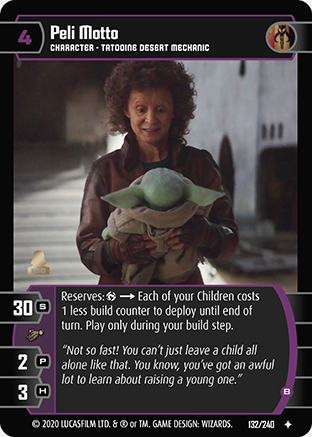 4 Peli Motto
CHARACTER - TATOOINE DESERT MECHANIC
30 S
Reserves: → Each of your Children costs
1 less build counter to deploy until end of
turn. Play only during your build step.
2 P
“Not so fast! You can’t just leave a child all
alone like that. You know, you’ve got an awful
lot to learn about raising a young one.”
3 H
B
© 2020 LUCASFILM LTD. & ® OR TM. GAME DESIGN: WIZARDS. 132/240